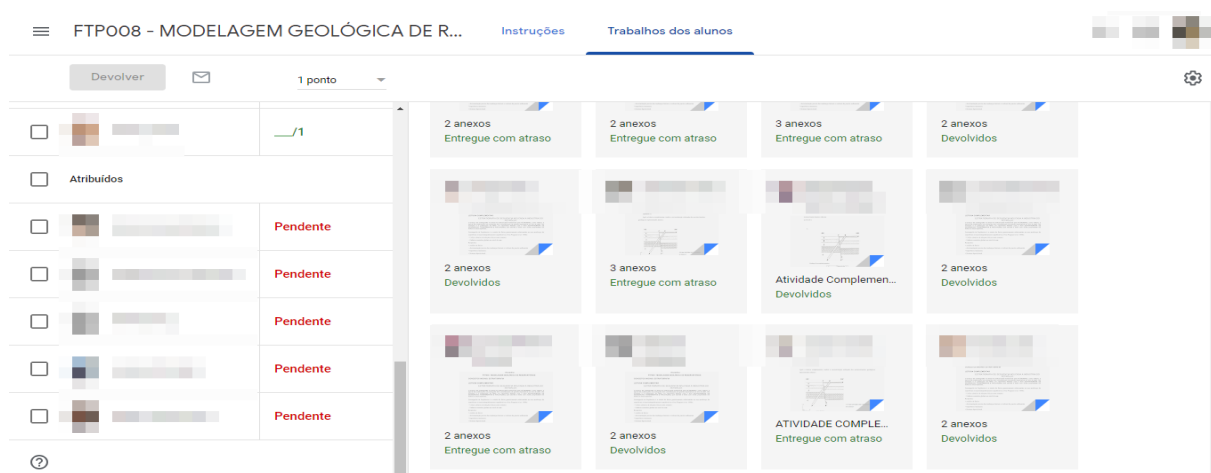 FTP008 - MODELAGEM GEOLÓGICA DE R...
Instruções
Trabalhos dos alunos
Devolver
1 ponto
___/1
Atribuídos
Pendente
Pendente
Pendente
Pendente
Pendente
2 anexos
Entregue com atraso
2 anexos
Entregue com atraso
3 anexos
Entregue com atraso
2 anexos
Devolvidos
2 anexos
Devolvidos
3 anexos
Entregue com atraso
Atividade Complemen...
Devolvidos
2 anexos
Devolvidos
2 anexos
Entregue com atraso
2 anexos
Devolvidos
ATIVIDADE COMPLE...
Entregue com atraso
2 anexos
Devolvidos